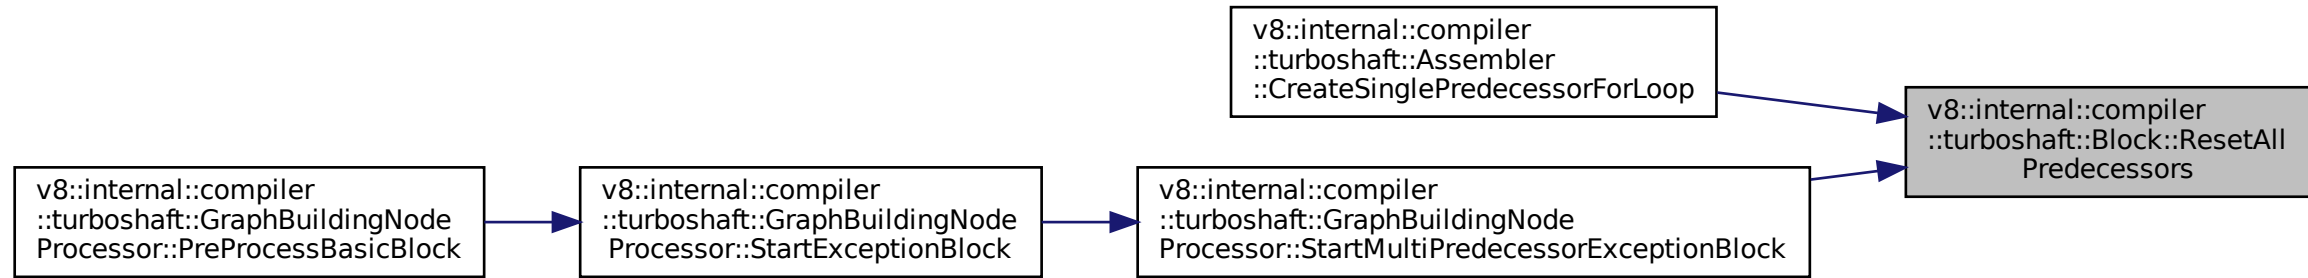 v8::internal::compiler
::turboshaft::Assembler
::CreateSinglePredecessorForLoop
v8::internal::compiler
::turboshaft::Block::ResetAll
Predecessors
v8::internal::compiler
::turboshaft::GraphBuildingNode
Processor::PreProcessBasicBlock
v8::internal::compiler
::turboshaft::GraphBuildingNode
Processor::StartExceptionBlock
v8::internal::compiler
::turboshaft::GraphBuildingNode
Processor::StartMultiPredecessorExceptionBlock